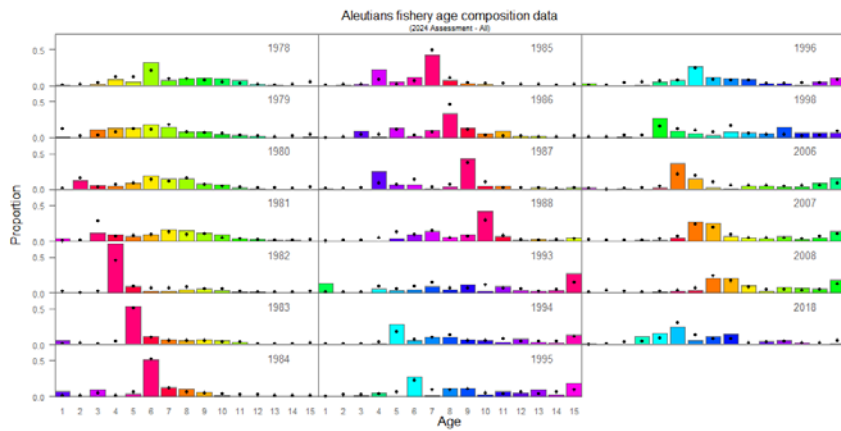 Aleutians fishery age composition data
(2024 Assessment - All)
0.5 1978 1985 1996
0.0
0.5 1979 1986 1998
0.0
0.5 1980 1987 2006
0.0
0.5 1981 1988 2007
0.0
0.5 1982 1993 2008
0.0
0.5 1983 1994 2018
0.0
0.5 1984 1995
0.0
1 2 3 4 5 6 7 8 9 10 11 12 13 14 15 1 2 3 4 5 6 7 8 9 10 11 12 13 14 15
Age
Proportion